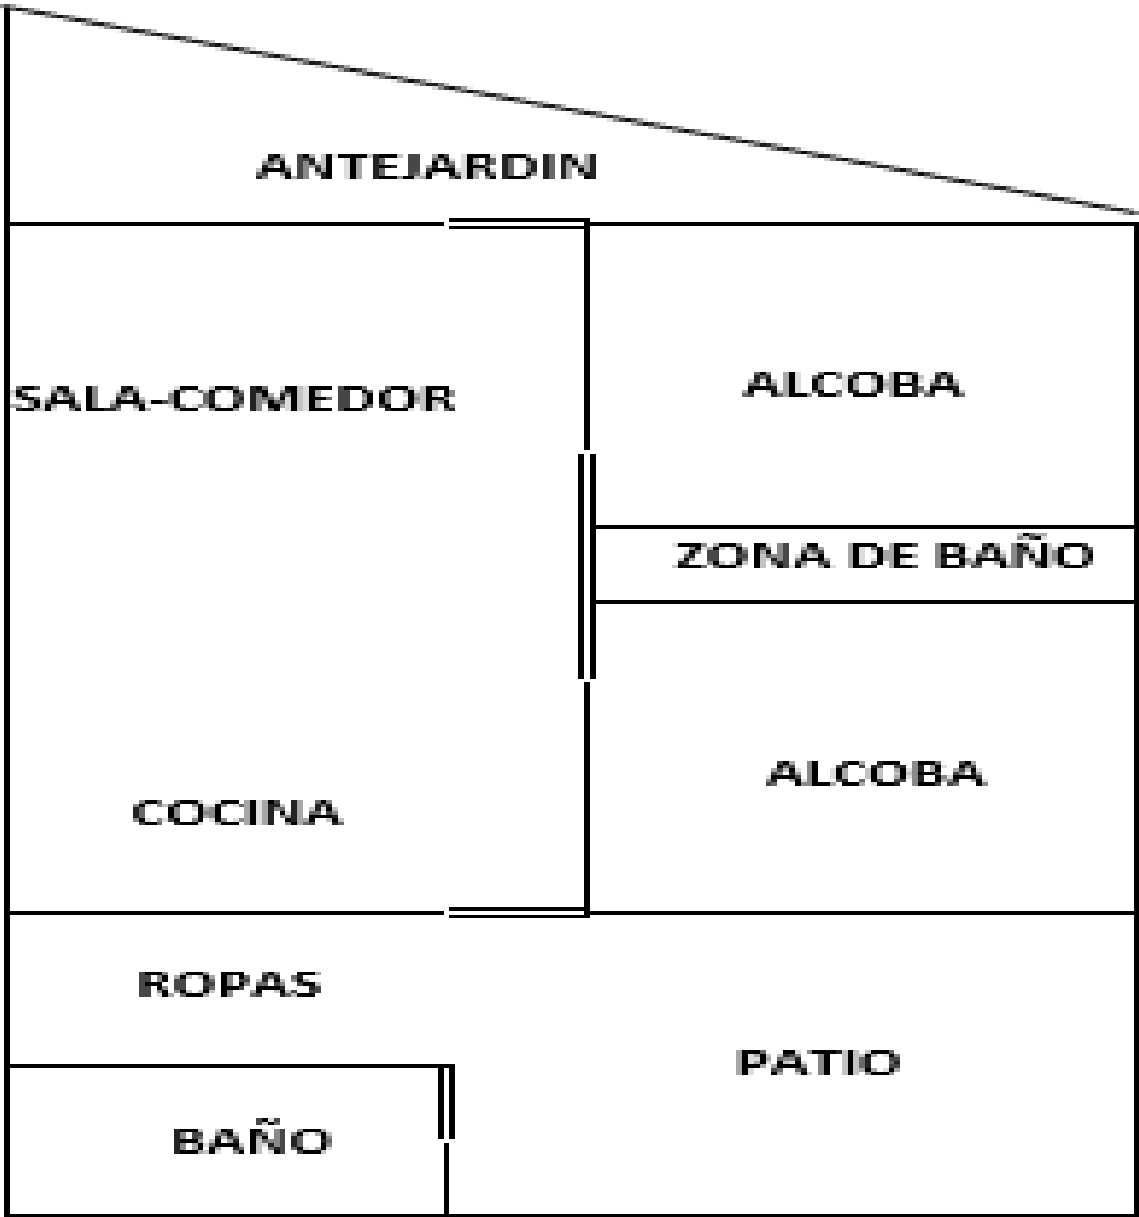 ANTEJARDIN
SALA-COMEDOR
ALCOBA
ZONA DE BAÑO
ALCOBA
COCINA
ROPAS
PATIO
BAÑO